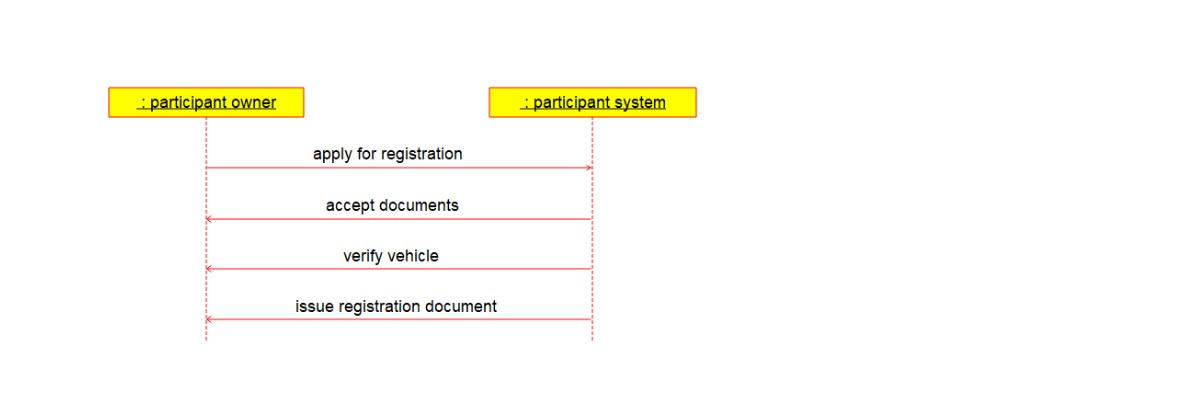 : participant owner
: participant system
apply for registration
accept documents
verify vehicle
issue registration document